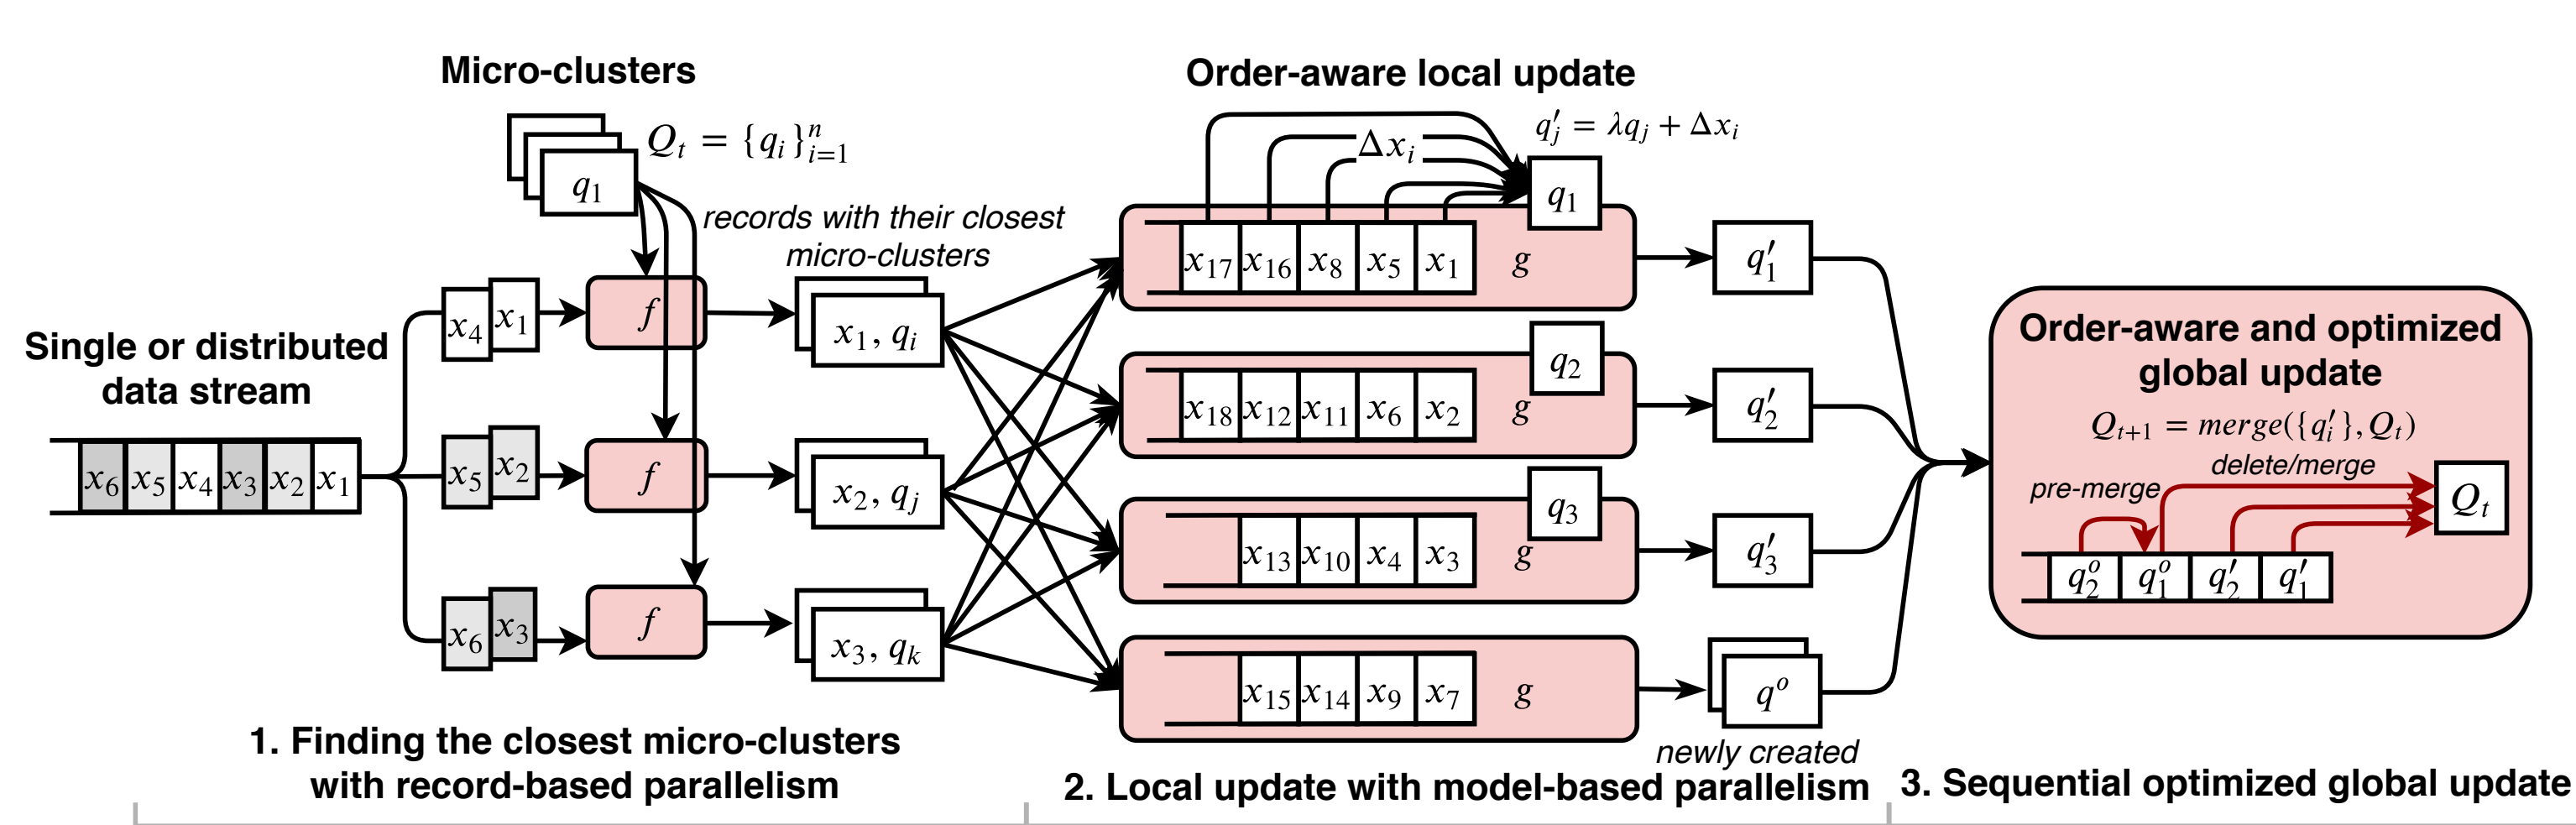 Micro-clusters
Q_t = {q_i}_{i=1}^n
q_1
records with their closest
micro-clusters
Single or distributed
data stream
x_6 x_5 x_4 x_3 x_2 x_1
x_4 x_1
f
x_1, q_i
x_5 x_2
f
x_2, q_j
x_6 x_3
f
x_3, q_k
1. Finding the closest micro-clusters
with record-based parallelism
Order-aware local update
q'_j = λq_j + Δx_i
Δx_i
q_1
x_17 x_16 x_8 x_5 x_1 g
q'_1
q_2
x_18 x_12 x_11 x_6 x_2 g
q'_2
q_3
x_13 x_10 x_4 x_3 g
q'_3
x_15 x_14 x_9 x_7 g
q^o
newly created
2. Local update with model-based parallelism
Order-aware and optimized
global update
Q_{t+1} = merge({q'_i}, Q_t)
delete/merge
pre-merge
Q_t
q_2^o q_1^o q'_2 q'_1
3. Sequential optimized global update